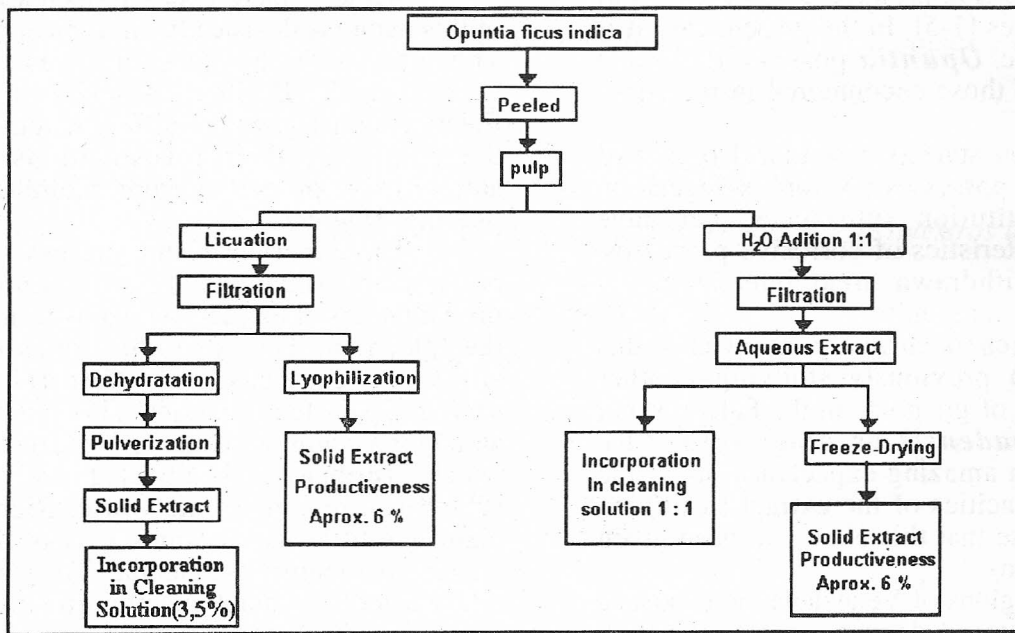 Opuntia ficus indica
Peeled
pulp
Licuation
Filtration
Dehydratation
Pulverization
Solid Extract
Incorporation
in Cleaning
Solution(3,5%)
Lyophilization
Solid Extract
Productiveness
Aprox. 6 %
H₂O Adition 1:1
Filtration
Aqueous Extract
Incorporation
In cleaning
solution 1 : 1
Freeze-Drying
Solid Extract
Productiveness
Aprox. 6 %